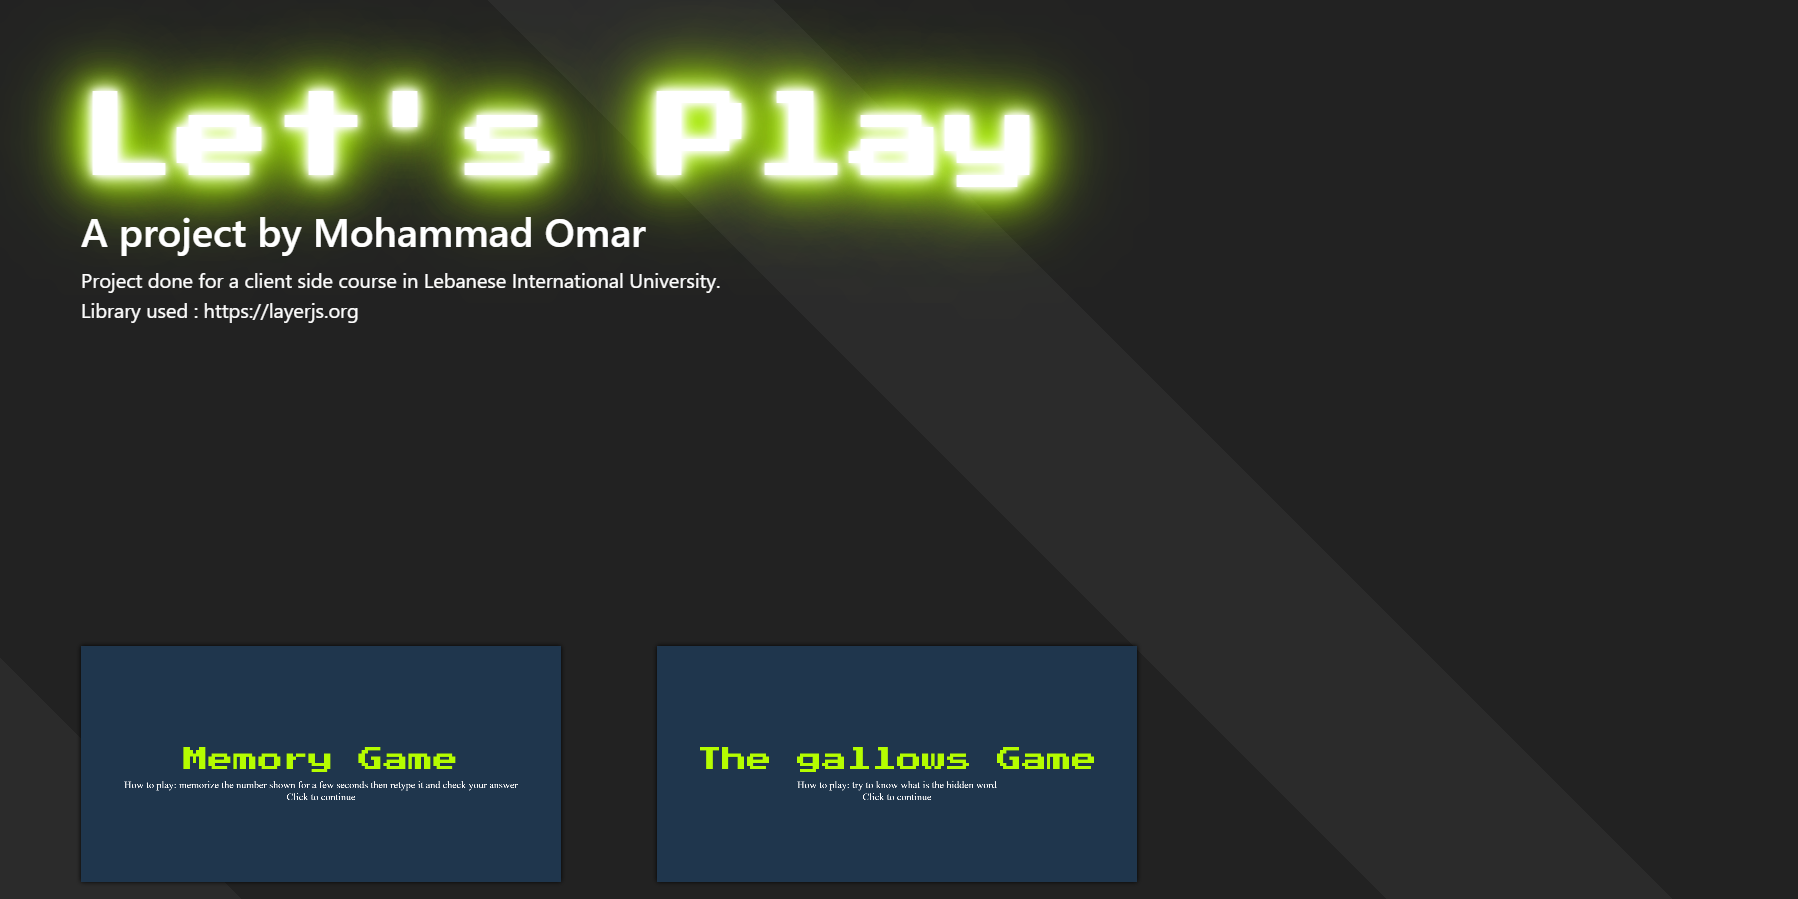 Let's Play
A project by Mohammad Omar
Project done for a client side course in Lebanese International University.
Library used : https://layerjs.org
Memory Game
How to play: memorize the number shown for a few seconds then retype it and check your answer
Click to continue
The gallows Game
How to play: try to know what is the hidden word
Click to continue